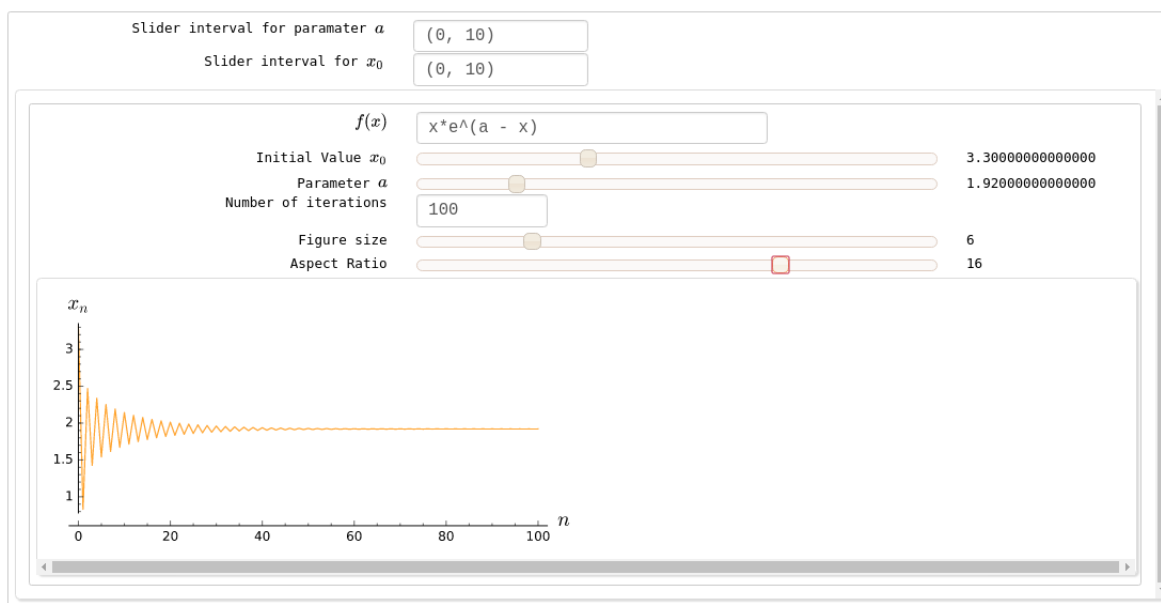 Slider interval for paramater a (0, 10)
Slider interval for x₀ (0, 10)
f(x) x*e^(a - x)
Initial Value x₀ 3.30000000000000
Parameter a 1.92000000000000
Number of iterations 100
Figure size 6
Aspect Ratio 16
xₙ
3
2.5
2
1.5
1
n
0 20 40 60 80 100